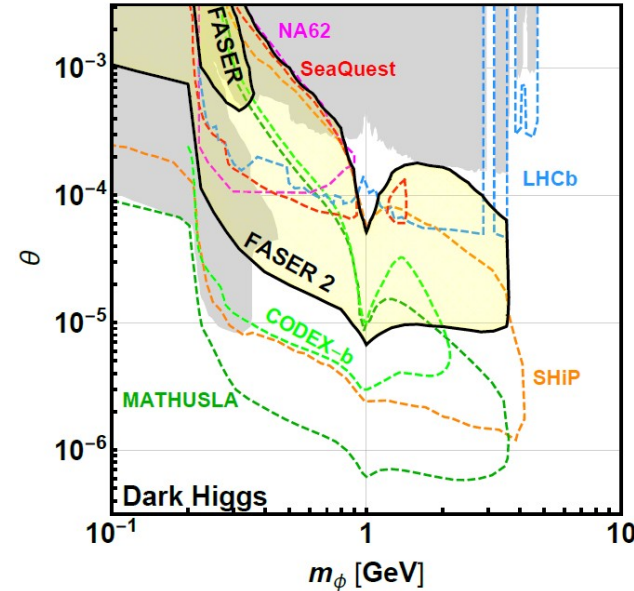 NA62
FASER
SeaQuest
10⁻³
LHCb
10⁻⁴
θ
FASER 2
10⁻⁵
CODEX-b
SHiP
MATHUSLA
10⁻⁶
Dark Higgs
10⁻¹
1
10
m_ϕ [GeV]